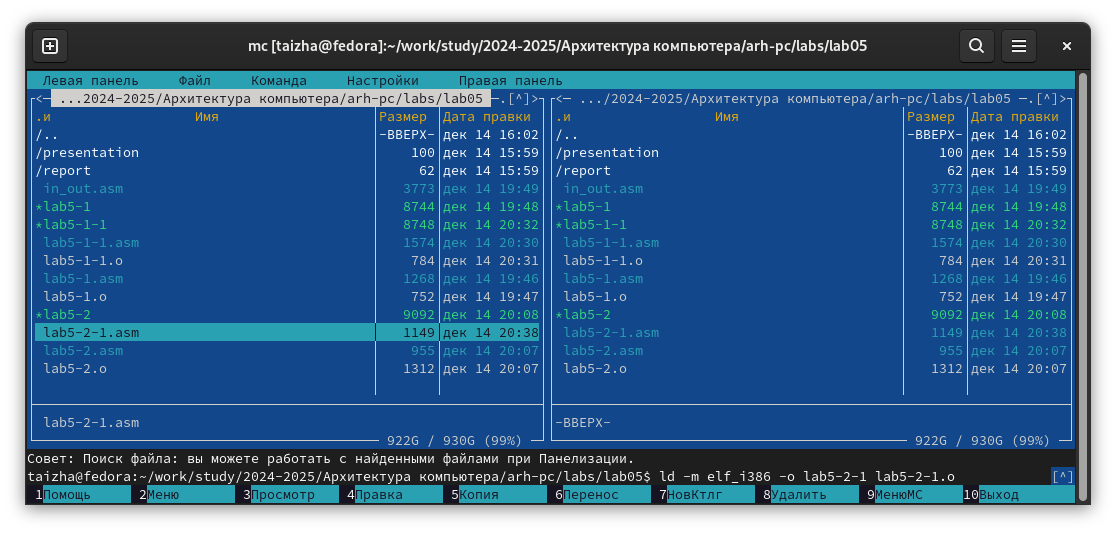 mc [taizha@fedora]:~/work/study/2024-2025/Архитектура компьютера/arh-pc/labs/lab05
Левая панель Файл Команда Настройки Правая панель
<─ ...2024-2025/Архитектура компьютера/arh-pc/labs/lab05 ─.[^]> <─ .../2024-2025/Архитектура компьютера/arh-pc/labs/lab05 ─.[^]>
.и Имя Размер Дата правки .и Имя Размер Дата правки
/.. -ВВЕРХ- дек 14 16:02 /.. -ВВЕРХ- дек 14 16:02
/presentation 100 дек 14 15:59 /presentation 100 дек 14 15:59
/report 62 дек 14 15:59 /report 62 дек 14 15:59
in_out.asm 3773 дек 14 19:49 in_out.asm 3773 дек 14 19:49
*lab5-1 8744 дек 14 19:48 *lab5-1 8744 дек 14 19:48
*lab5-1-1 8748 дек 14 20:32 *lab5-1-1 8748 дек 14 20:32
lab5-1-1.asm 1574 дек 14 20:30 lab5-1-1.asm 1574 дек 14 20:30
lab5-1-1.o 784 дек 14 20:31 lab5-1-1.o 784 дек 14 20:31
lab5-1.asm 1268 дек 14 19:46 lab5-1.asm 1268 дек 14 19:46
lab5-1.o 752 дек 14 19:47 lab5-1.o 752 дек 14 19:47
*lab5-2 9092 дек 14 20:08 *lab5-2 9092 дек 14 20:08
lab5-2-1.asm 1149 дек 14 20:38 lab5-2-1.asm 1149 дек 14 20:38
lab5-2.asm 955 дек 14 20:07 lab5-2.asm 955 дек 14 20:07
lab5-2.o 1312 дек 14 20:07 lab5-2.o 1312 дек 14 20:07
lab5-2-1.asm -ВВЕРХ-
922G / 930G (99%) 922G / 930G (99%)
Совет: Поиск файла: вы можете работать с найденными файлами при Панелизации.
taizha@fedora:~/work/study/2024-2025/Архитектура компьютера/arh-pc/labs/lab05$ ld -m elf_i386 -o lab5-2-1 lab5-2-1.o [^]
1Помощь 2Меню 3Просмотр 4Правка 5Копия 6Перенос 7НовКтлг 8Удалить 9МенюМС 10Выход